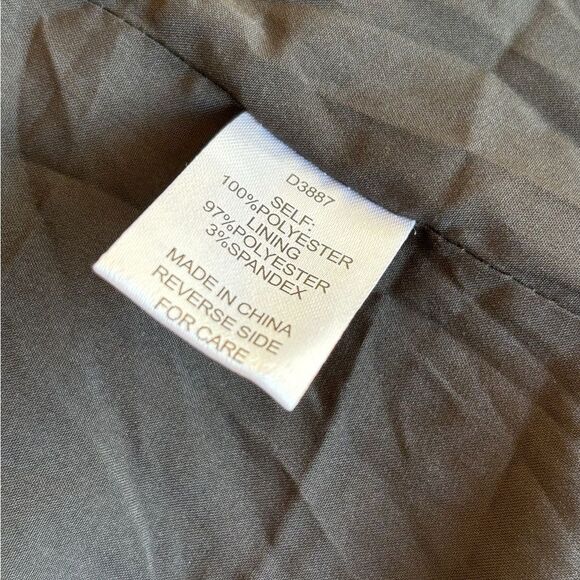 D3887
SELF:
100%POLYESTER
LINING
97%POLYESTER
3%SPANDEX
MADE IN CHINA
REVERSE SIDE
FOR CARE